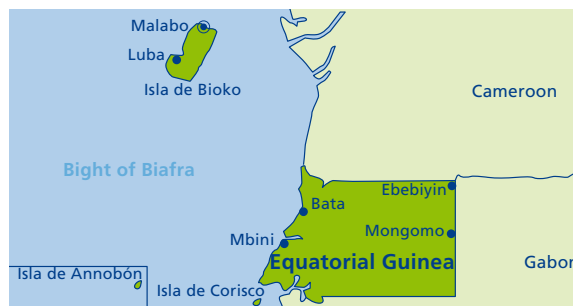 Malabo
Luba
Isla de Bioko
Cameroon
Bight of Biafra
Ebebiyin
Bata
Mongomo
Mbini
Equatorial Guinea
Gabon
Isla de Annobón
Isla de Corisco